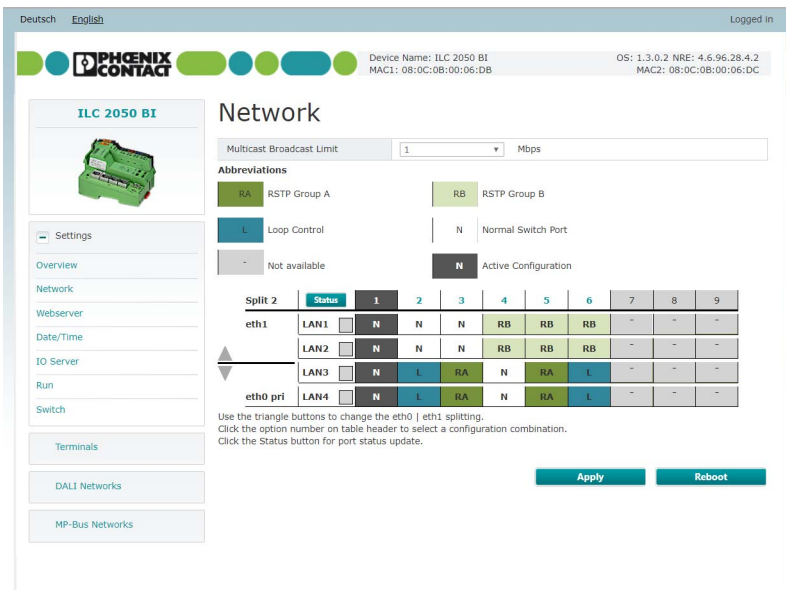 Deutsch English Logged in
PHŒNIX CONTACT
Device Name: ILC 2050 BI OS: 1.3.0.2 NRE: 4.6.96.28.4.2
MAC1: 08:0C:0B:00:06:DB MAC2: 08:0C:0B:00:06:DC
ILC 2050 BI
Settings
Overview
Network
Webserver
Date/Time
IO Server
Run
Switch
Terminals
DALI Networks
MP-Bus Networks
Network
Multicast Broadcast Limit 1 Mbps
Abbreviations
RA RSTP Group A RB RSTP Group B
L Loop Control N Normal Switch Port
- Not available N Active Configuration
Split 2 Status 1 2 3 4 5 6 7 8 9
eth1 LAN1 N N N RB RB RB - - -
LAN2 N N N RB RB RB - - -
LAN3 N L RA N RA L - - -
eth0 pri LAN4 N L RA N RA L - - -
Use the triangle buttons to change the eth0 | eth1 splitting.
Click the option number on table header to select a configuration combination.
Click the Status button for port status update.
Apply Reboot